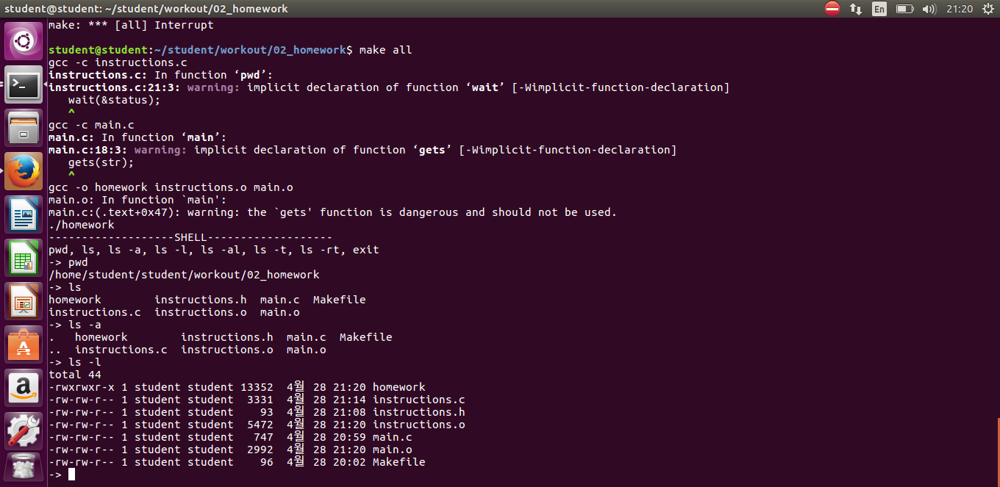 student@student: ~/student/workout/02_homework
En
21:20
make: *** [all] Interrupt
student@student:~/student/workout/02_homework$ make all
gcc -c instructions.c
instructions.c: In function ‘pwd’:
instructions.c:21:3: warning: implicit declaration of function ‘wait’ [-Wimplicit-function-declaration]
   wait(&status);
   ^
gcc -c main.c
main.c: In function ‘main’:
main.c:18:3: warning: implicit declaration of function ‘gets’ [-Wimplicit-function-declaration]
   gets(str);
   ^
gcc -o homework instructions.o main.o
main.o: In function `main':
main.c:(.text+0x47): warning: the `gets' function is dangerous and should not be used.
./homework
-------------------SHELL-------------------
pwd, ls, ls -a, ls -l, ls -al, ls -t, ls -rt, exit
-> pwd
/home/student/student/workout/02_homework
-> ls
homework        instructions.h  main.c  Makefile
instructions.c  instructions.o  main.o
-> ls -a
.   homework        instructions.h  main.c  Makefile
..  instructions.c  instructions.o  main.o
-> ls -l
total 44
-rwxrwxr-x 1 student student 13352  4월 28 21:20 homework
-rw-rw-r-- 1 student student  3331  4월 28 21:14 instructions.c
-rw-rw-r-- 1 student student    93  4월 28 21:08 instructions.h
-rw-rw-r-- 1 student student  5472  4월 28 21:20 instructions.o
-rw-rw-r-- 1 student student   747  4월 28 20:59 main.c
-rw-rw-r-- 1 student student  2992  4월 28 21:20 main.o
-rw-rw-r-- 1 student student    96  4월 28 20:02 Makefile
->